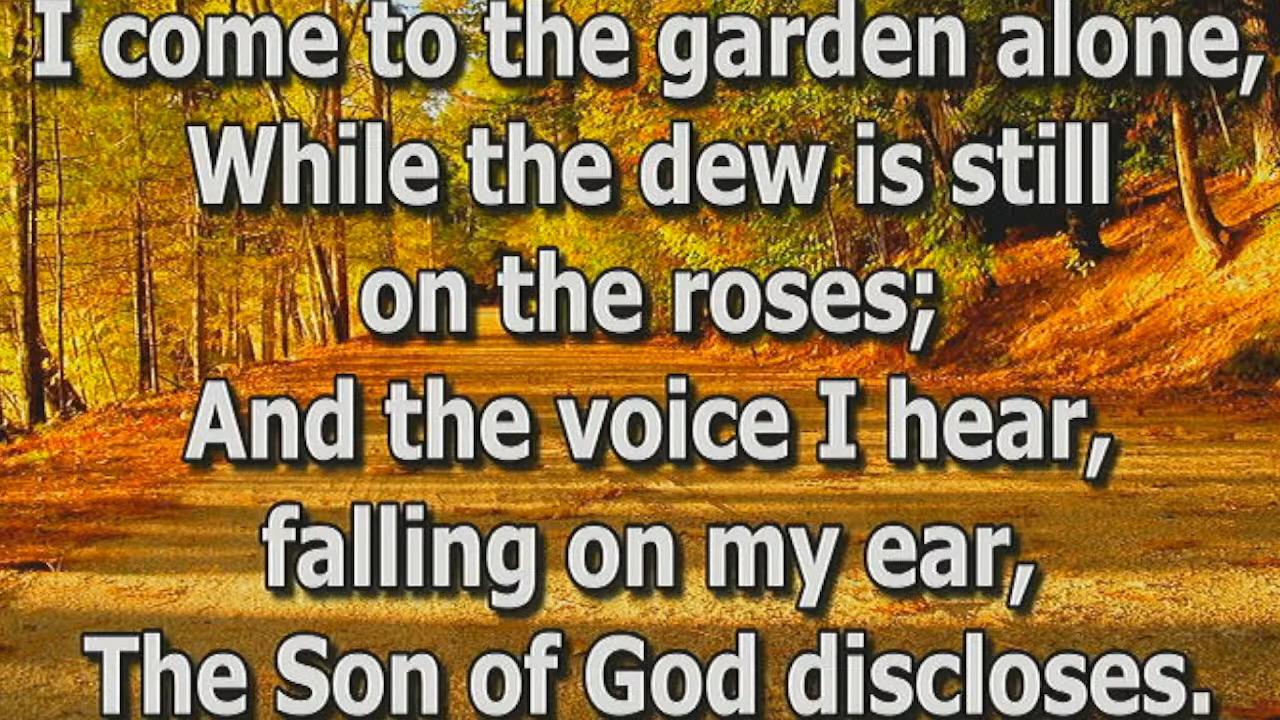 I come to the garden alone,
While the dew is still
on the roses;
And the voice I hear,
falling on my ear,
The Son of God discloses.